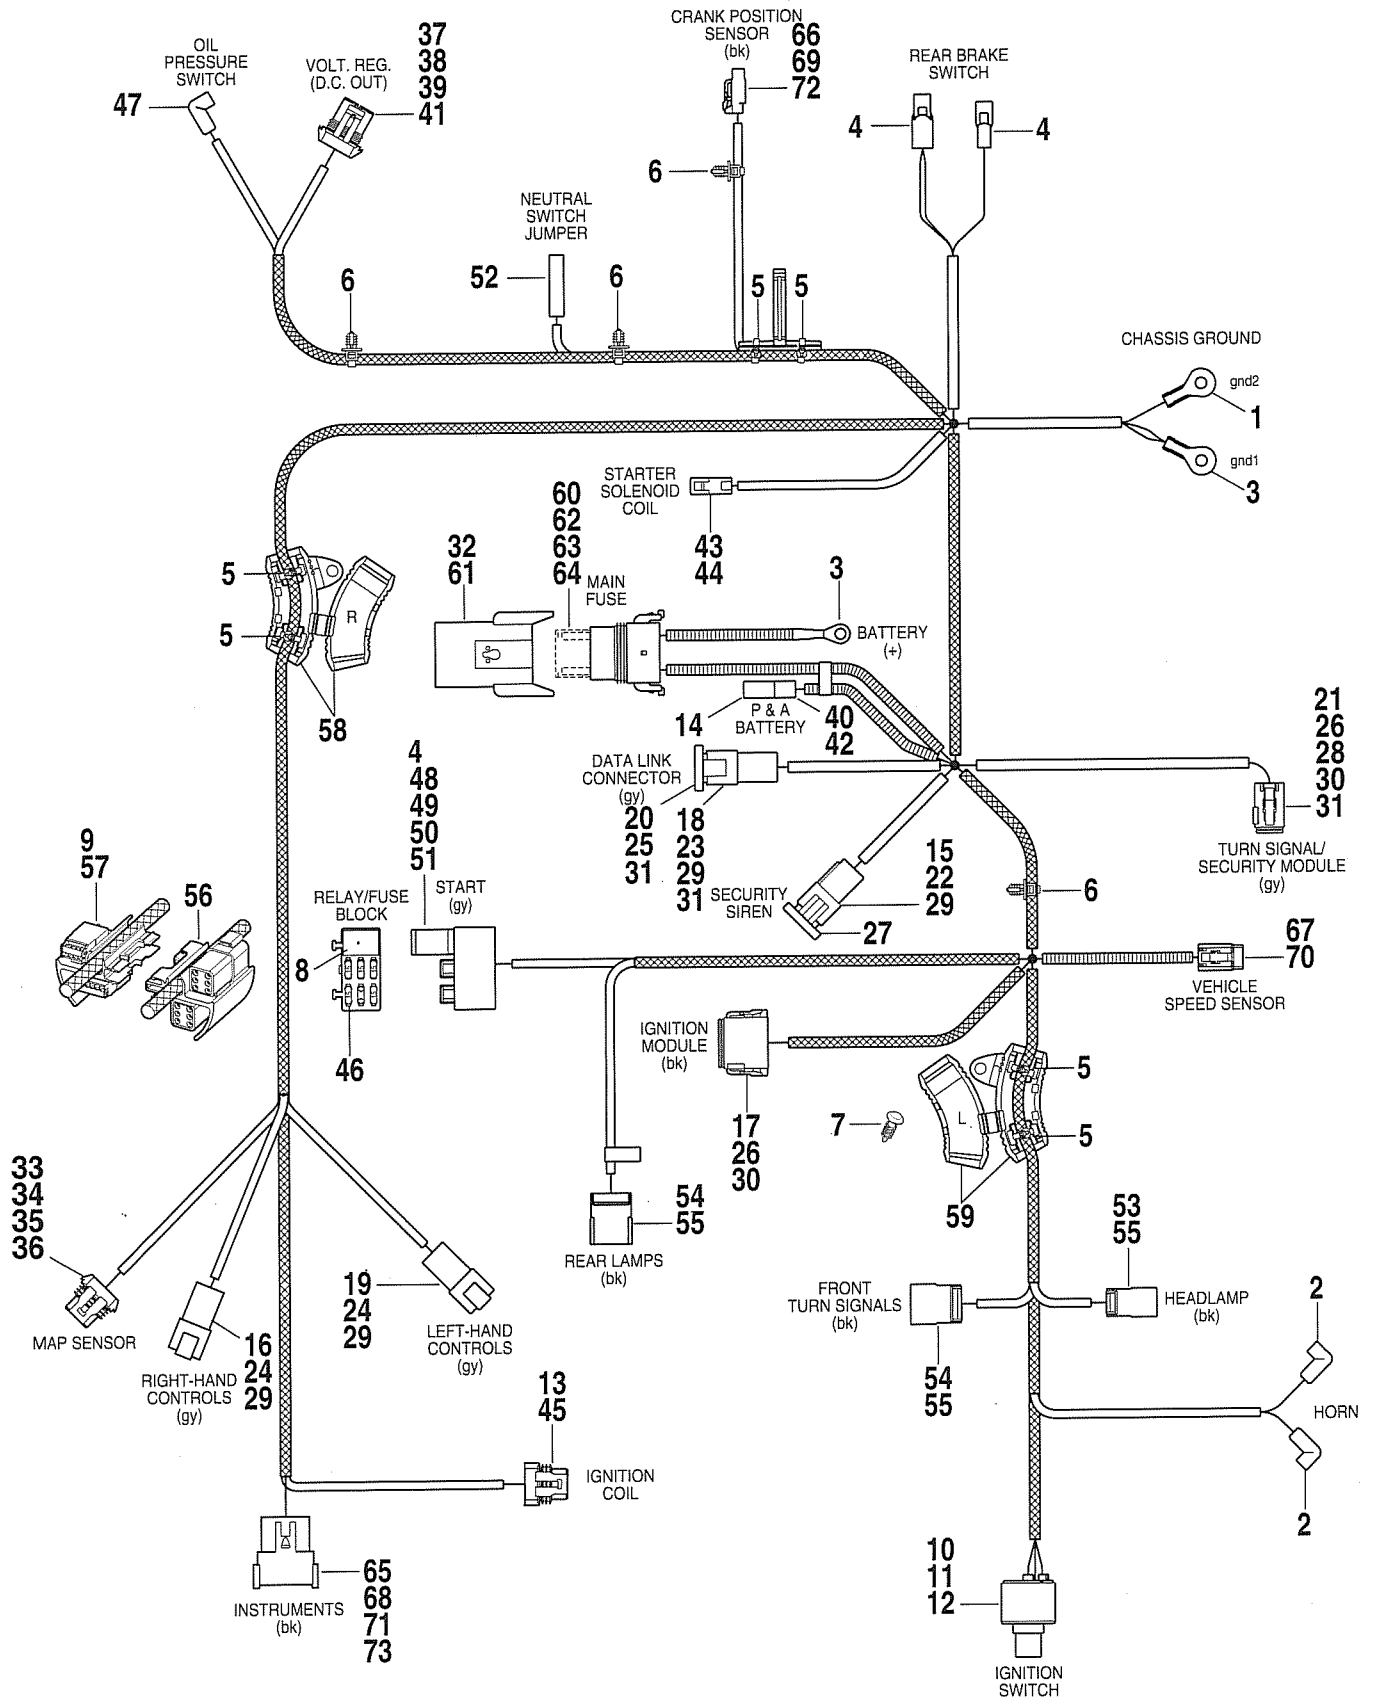 OIL
PRESSURE
SWITCH
47
VOLT. REG.
(D.C. OUT)
37
38
39
41
CRANK POSITION
SENSOR
(bk)
66
69
72
REAR BRAKE
SWITCH
4
4
6
NEUTRAL
SWITCH
JUMPER
52
6
6
5
5
CHASSIS GROUND
gnd2
1
gnd1
3
STARTER
SOLENOID
COIL
43
44
60
62
63
64
MAIN
FUSE
32
61
3
BATTERY
(+)
5
5
R
58
14
P & A
BATTERY
40
42
DATA LINK
CONNECTOR
(gy)
20
25
31
18
23
29
31
21
26
28
30
31
TURN SIGNAL/
SECURITY MODULE
(gy)
SECURITY
SIREN
15
22
29
27
6
4
48
49
50
51
START
(gy)
9
57
56
RELAY/FUSE
BLOCK
8
46
67
70
VEHICLE
SPEED SENSOR
IGNITION
MODULE
(bk)
17
26
30
7
L
5
5
59
33
34
35
36
MAP SENSOR
16
24
29
RIGHT-HAND
CONTROLS
(gy)
19
24
29
LEFT-HAND
CONTROLS
(gy)
54
55
REAR LAMPS
(bk)
53
55
HEADLAMP
(bk)
FRONT
TURN SIGNALS
(bk)
54
55
2
HORN
2
13
45
IGNITION
COIL
INSTRUMENTS
(bk)
65
68
71
73
10
11
12
IGNITION
SWITCH